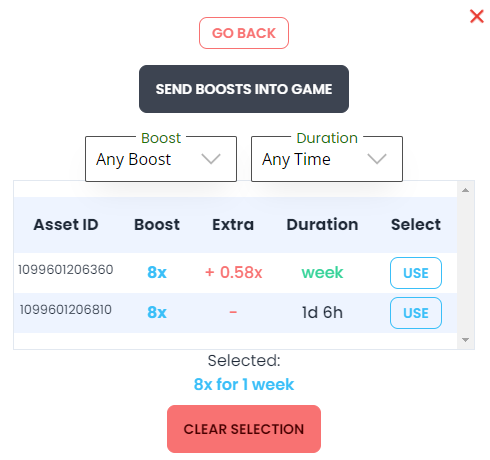 GO BACK
SEND BOOSTS INTO GAME
Boost Duration
Any Boost Any Time
Asset ID Boost Extra Duration Select
1099601206360 8x + 0.58x week USE
1099601206810 8x - 1d 6h USE
Selected:
8x for 1 week
CLEAR SELECTION